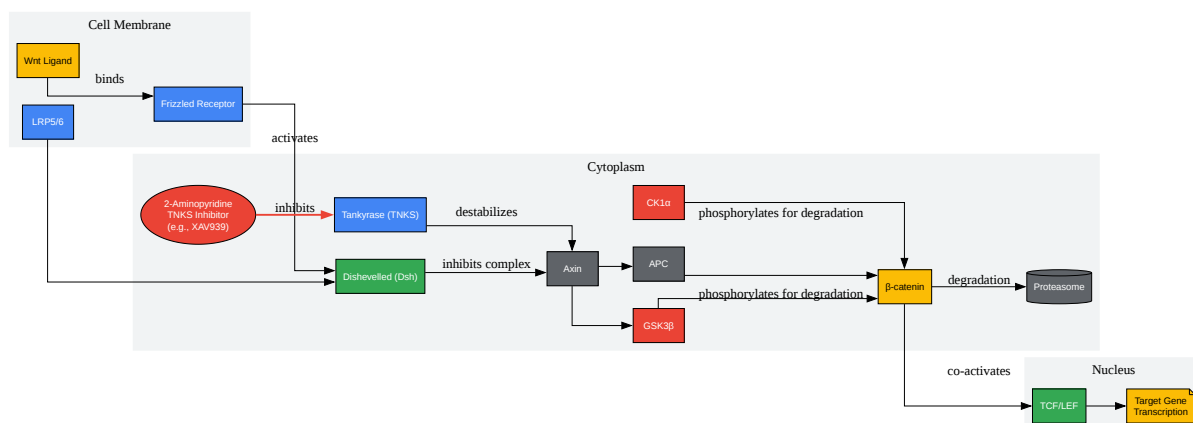 Cell Membrane
Wnt Ligand
binds
Frizzled Receptor
LRP5/6
activates
Cytoplasm
2-Aminopyridine
TNKS Inhibitor
(e.g., XAV939)
inhibits
Tankyrase (TNKS)
destabilizes
CK1α
phosphorylates for degradation
Dishevelled (Dsh)
inhibits complex
Axin
APC
GSK3β
phosphorylates for degradation
β-catenin
degradation
Proteasome
co-activates
Nucleus
TCF/LEF
Target Gene
Transcription